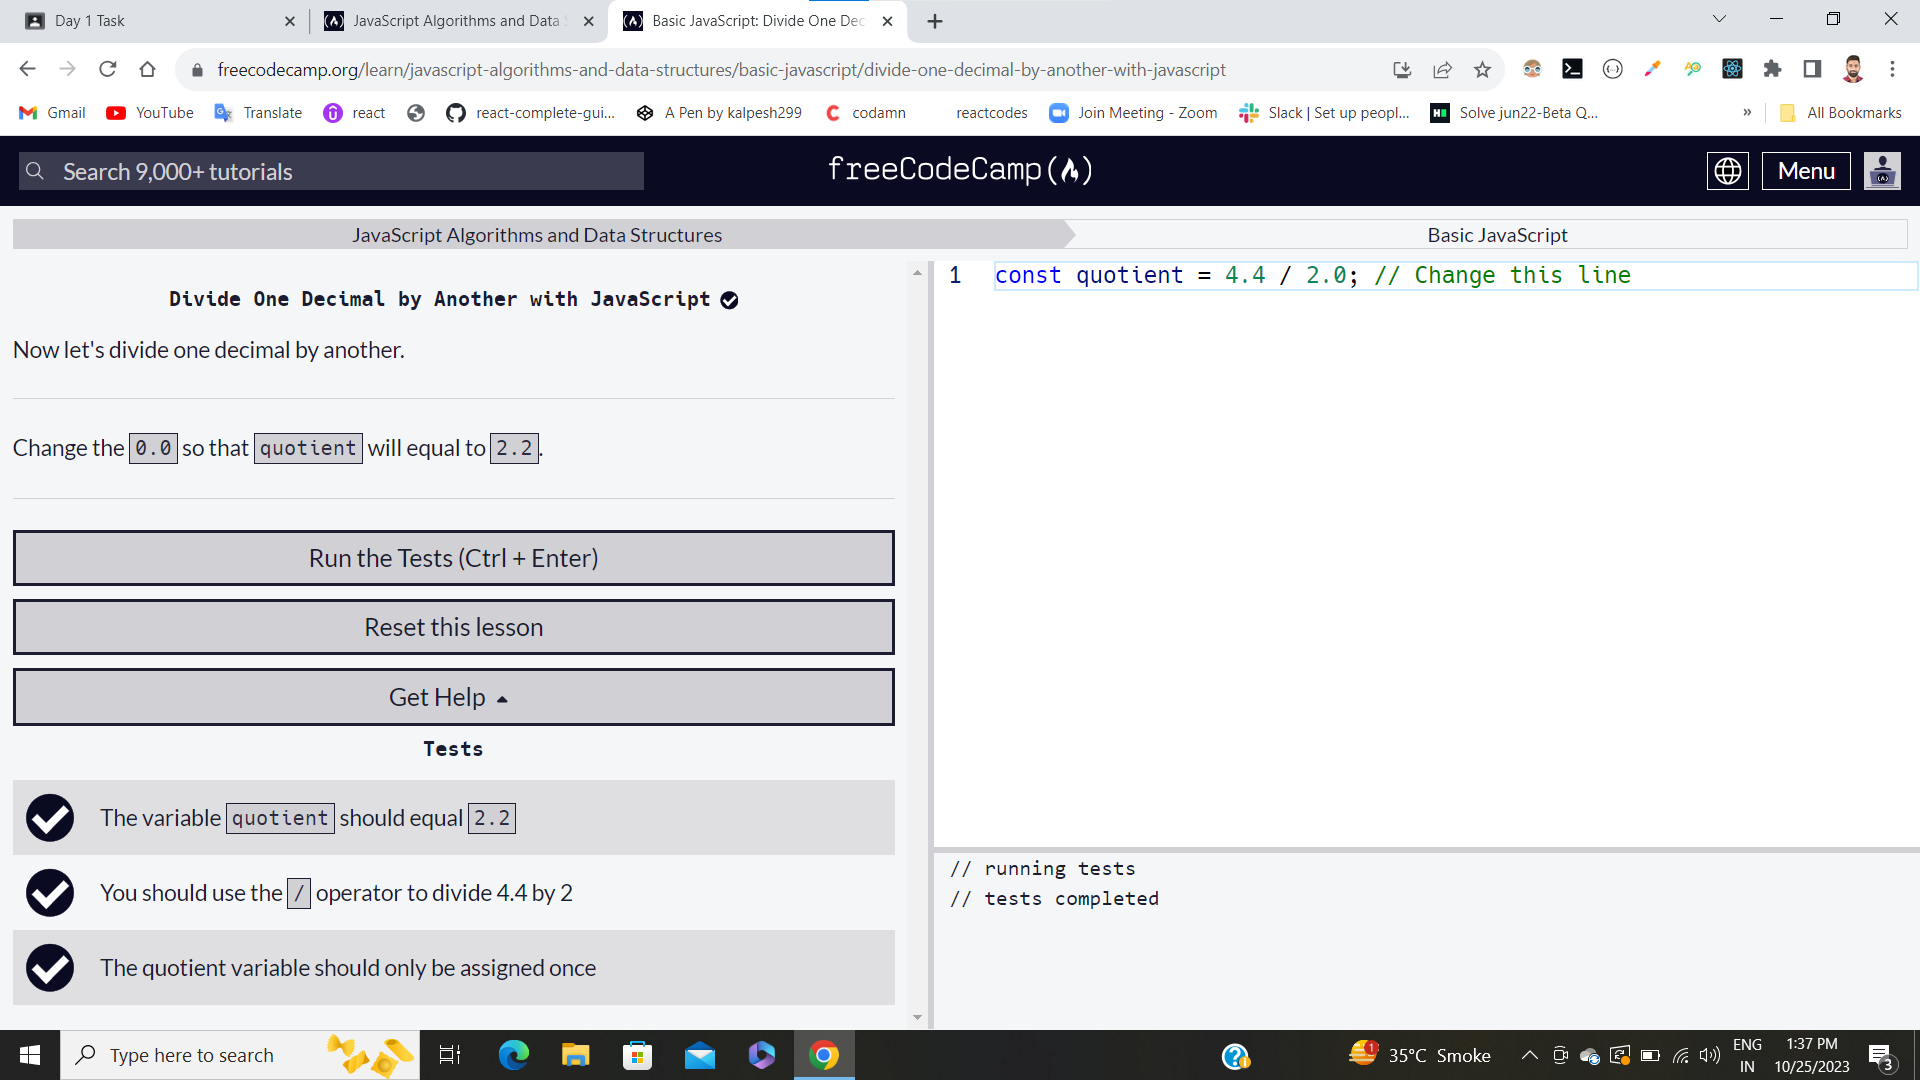 Day 1 Task
JavaScript Algorithms and Data S
Basic JavaScript: Divide One Dec
freecodecamp.org/learn/javascript-algorithms-and-data-structures/basic-javascript/divide-one-decimal-by-another-with-javascript
Gmail YouTube Translate react react-complete-gui... A Pen by kalpesh299 codamn reactcodes Join Meeting - Zoom Slack | Set up peopl... Solve jun22-Beta Q... » All Bookmarks
Search 9,000+ tutorials
freeCodeCamp
Menu
JavaScript Algorithms and Data Structures
Basic JavaScript
Divide One Decimal by Another with JavaScript
Now let's divide one decimal by another.
Change the 0.0 so that quotient will equal to 2.2.
Run the Tests (Ctrl + Enter)
Reset this lesson
Get Help
Tests
The variable quotient should equal 2.2
You should use the / operator to divide 4.4 by 2
The quotient variable should only be assigned once
1 const quotient = 4.4 / 2.0; // Change this line
// running tests
// tests completed
Type here to search
1
35°C Smoke
ENG
IN
1:37 PM
10/25/2023
3